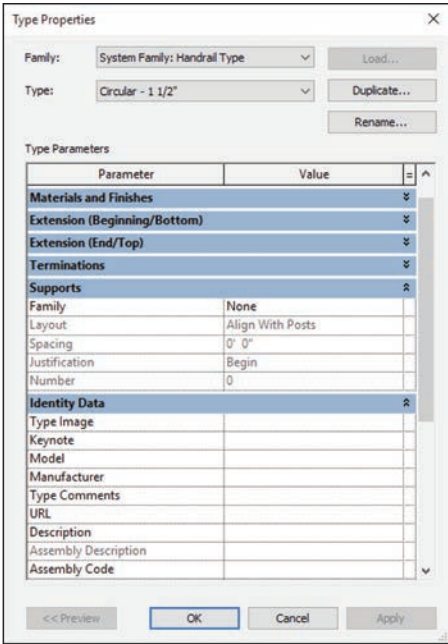 Type Properties
Family: System Family: Handrail Type Load...
Type: Circular - 1 1/2" Duplicate...
Rename...
Type Parameters
Parameter Value =
Materials and Finishes
Extension (Beginning/Bottom)
Extension (End/Top)
Terminations
Supports
Family None
Layout Align With Posts
Spacing 0' 0"
Justification Begin
Number 0
Identity Data
Type Image
Keynote
Model
Manufacturer
Type Comments
URL
Description
Assembly Description
Assembly Code
<< Preview OK Cancel Apply